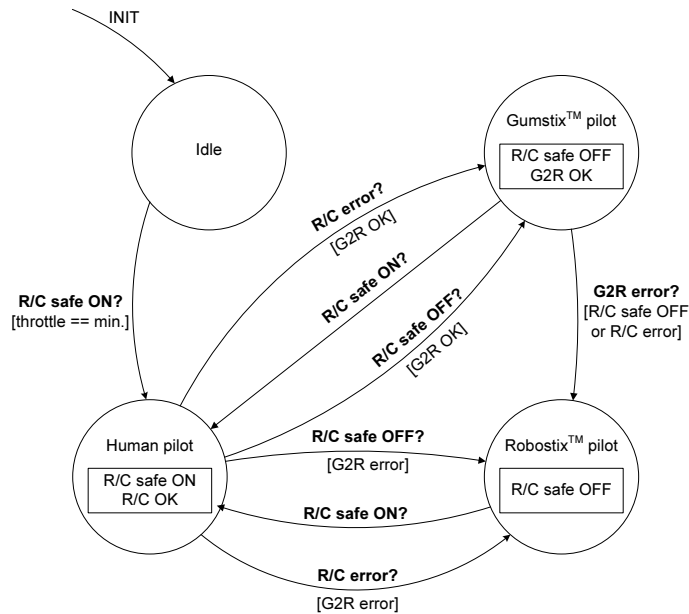 INIT
Idle
Gumstix™ pilot
R/C safe OFF
G2R OK
R/C error?
[G2R OK]
R/C safe ON?
R/C safe OFF?
[G2R OK]
R/C safe ON?
[throttle == min.]
G2R error?
[R/C safe OFF
or R/C error]
Human pilot
R/C safe ON
R/C OK
R/C safe OFF?
[G2R error]
R/C safe ON?
Robostix™ pilot
R/C safe OFF
R/C error?
[G2R error]